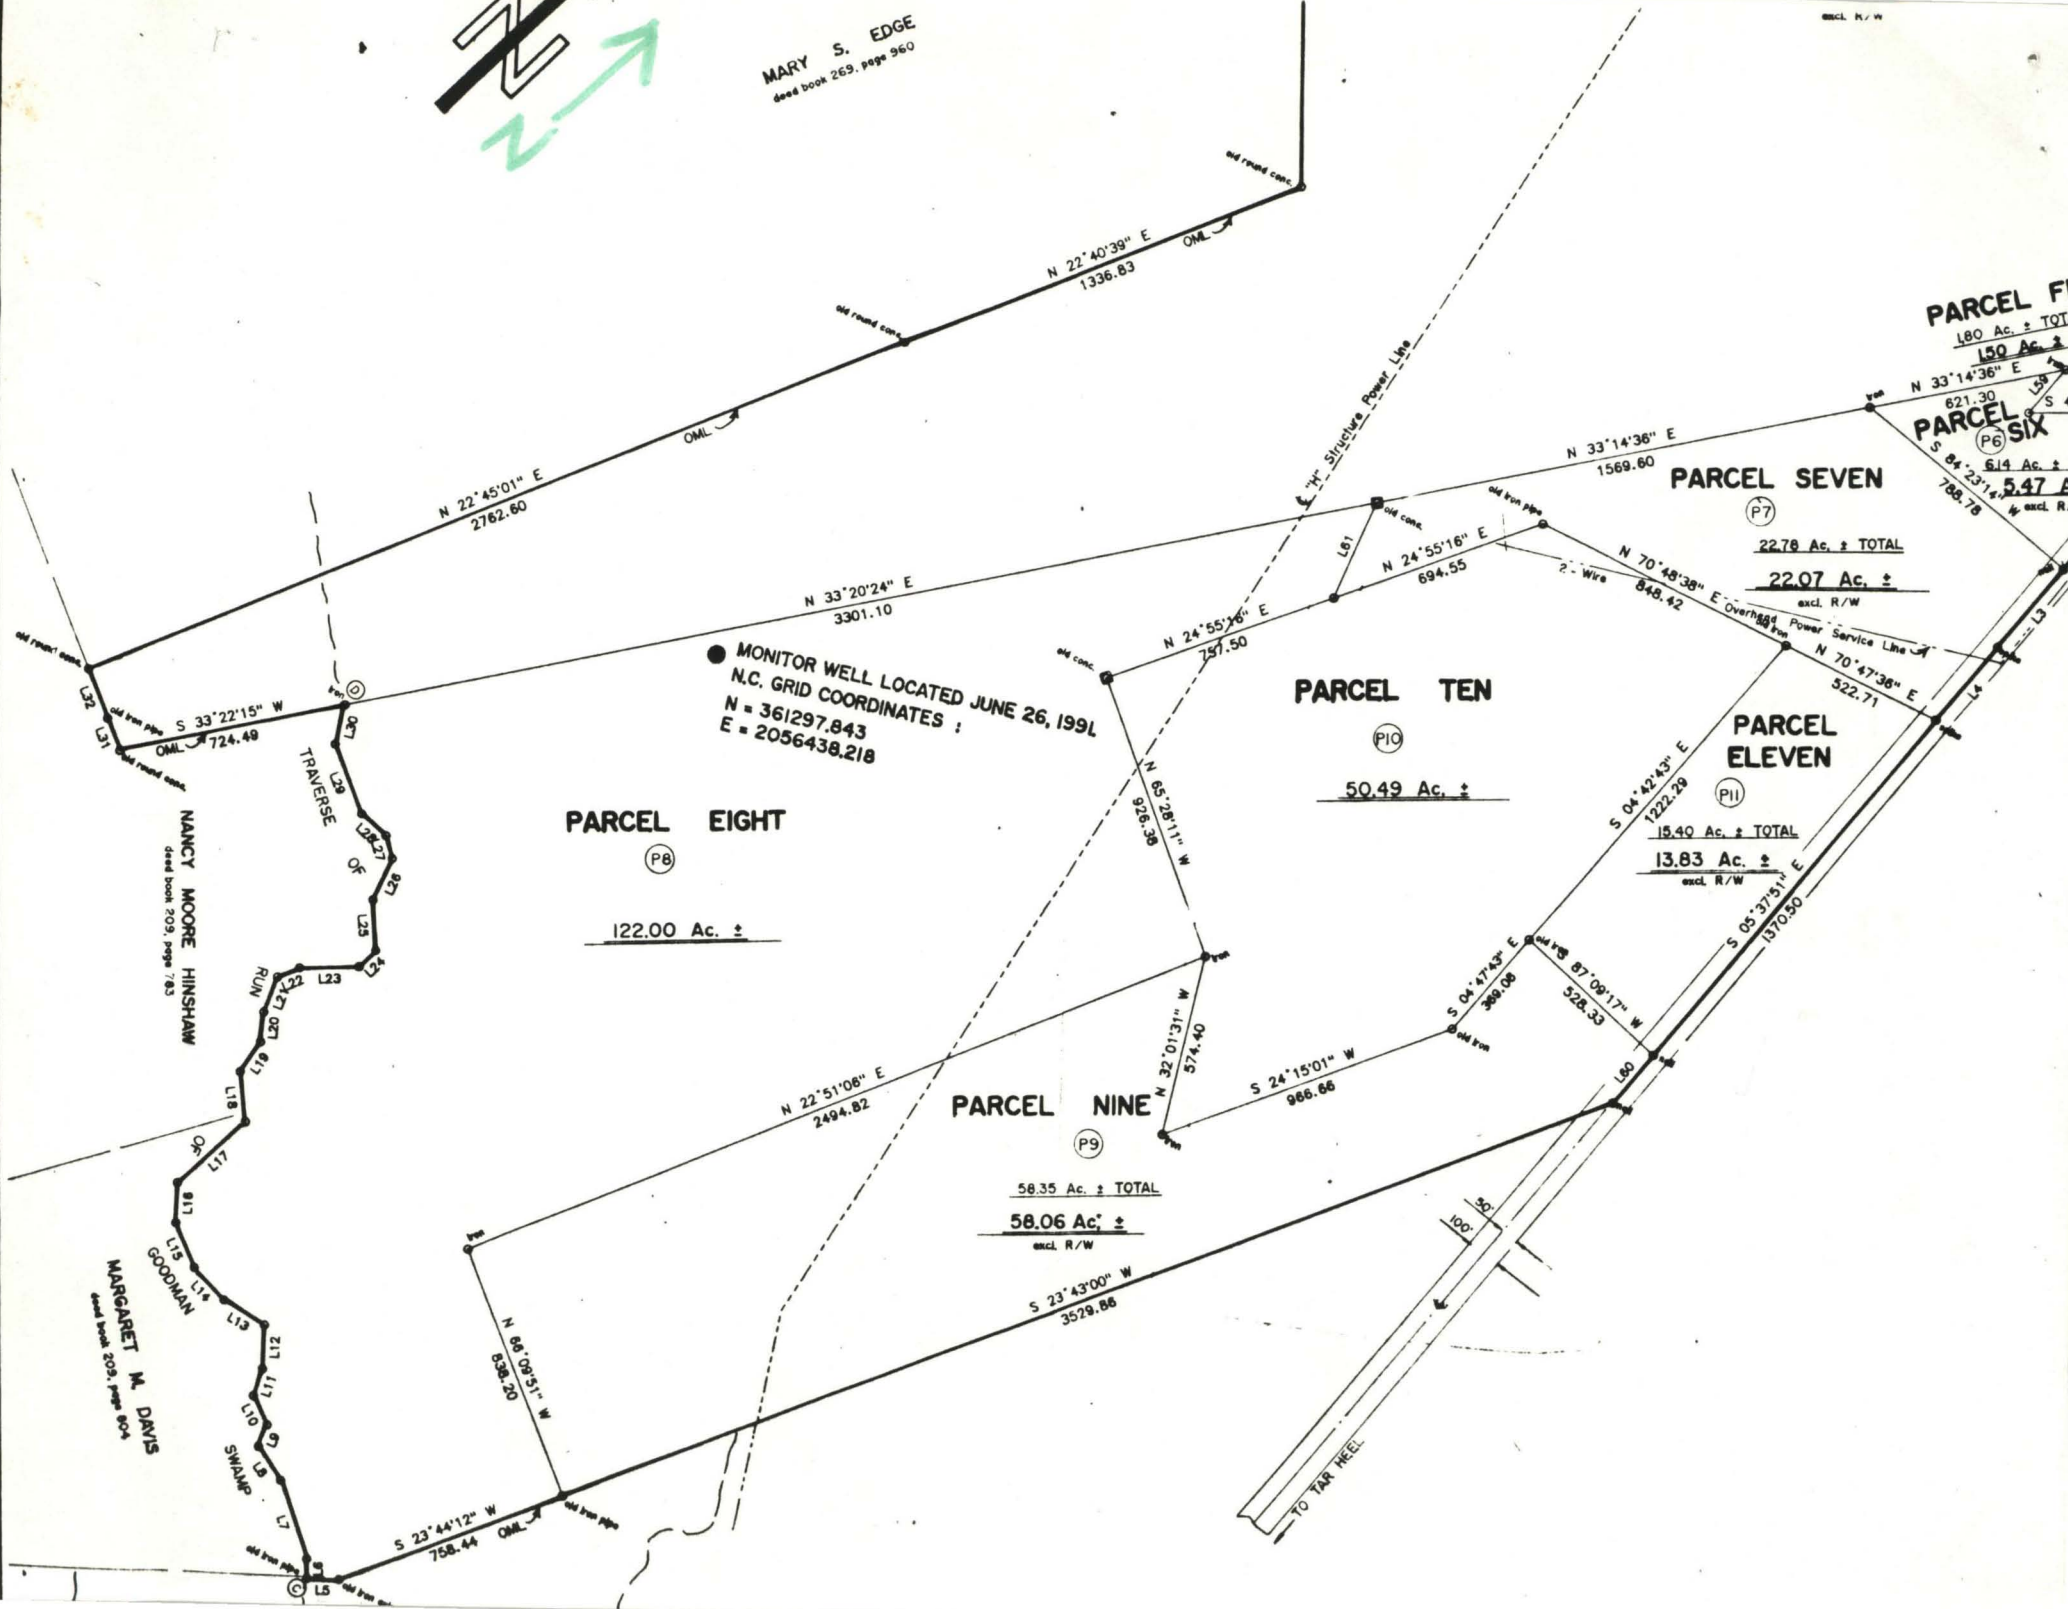 excl. R/W
MARY S. EDGE
deed book 269, page 960
N
old round conc.
N 22°40'39" E
1336.83
OML
old round conc.
OML
N 22°45'01" E
2762.60
"H" Structure Power Line
PARCEL
1.80 Ac. ±
1.50 Ac. ±
N 33°14'36" E
621.30
L59
iron
PARCEL SIX
P6
6.14 Ac. ±
5.47
S 84°23'14" W
788.78
N 33°14'36" E
1569.60
PARCEL SEVEN
P7
22.78 Ac. ± TOTAL
22.07 Ac. ±
excl. R/W
old iron pipe
old conc.
L61
N 24°55'16" E
694.55
2 - Wire Overhead Power Service Line
N 70°48'38" E
848.42
old iron
N 70°47'36" E
522.71
L3
L4
N 33°20'24" E
3301.10
N 24°55'16" E
757.50
old conc.
MONITOR WELL LOCATED JUNE 26, 1991.
N.C. GRID COORDINATES :
N = 361297.843
E = 2056438.218
old round conc.
L32
old iron pipe
L31
old round conc.
S 33°22'15" W
724.49
OML
iron
D
L30
L29
L28
L27
L26
L25
L24
L23
L22
L21
L20
L19
L18
L17
L16
L15
L14
L13
L12
L11
L10
L9
L8
L7
L6
L5
TRAVERSE
OF
RUN
OF
GOODMAN
SWAMP
NANCY MOORE HINSHAW
deed book 209, page 783
MARGARET M. DAVIS
deed book 209, page 804
PARCEL EIGHT
P8
122.00 Ac. ±
N 65°28'11" W
926.38
PARCEL TEN
P10
50.49 Ac. ±
PARCEL
ELEVEN
P11
15.40 Ac. ± TOTAL
13.83 Ac. ±
excl. R/W
S 04°42'43" E
1222.29
S 05°37'51" E
1370.50
old iron
S 87°09'17" W
528.33
S 04°47'43" E
369.08
old iron
iron
N 32°01'31" W
574.40
S 24°15'01" W
966.66
iron
L60
N 22°51'06" E
2494.82
PARCEL NINE
P9
58.35 Ac. ± TOTAL
58.06 Ac. ±
excl. R/W
iron
N 66°09'51" W
838.20
S 23°43'00" W
3529.86
50'
100'
TO TAR HEEL
S 23°44'12" W
758.44
OML
old iron pipe
old iron pipe
C